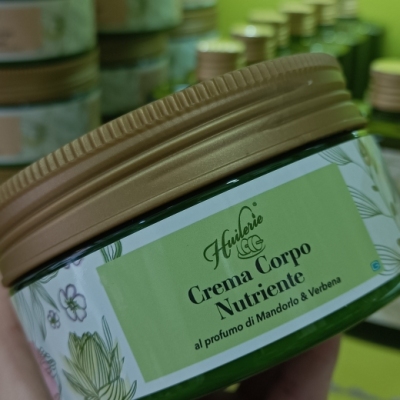 Huilerie
Crema Corpo
Nutriente
al profumo di Mandorlo & Verbena